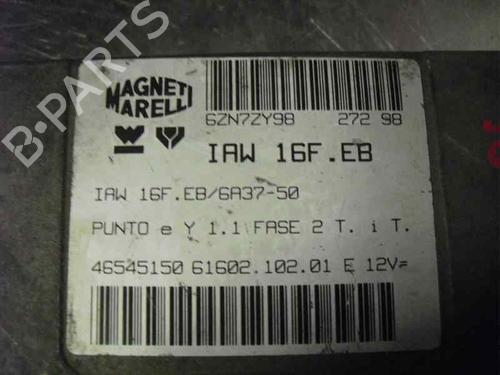 MAGNETI
MARELLI
6ZN7ZY98 272 98
IAW 16F.EB
IAW 16F.EB/6A37-50
PUNTO e Y 1.1 FASE 2 T. i T.
46545150 61602.102.01 E 12V=
B-PARTS